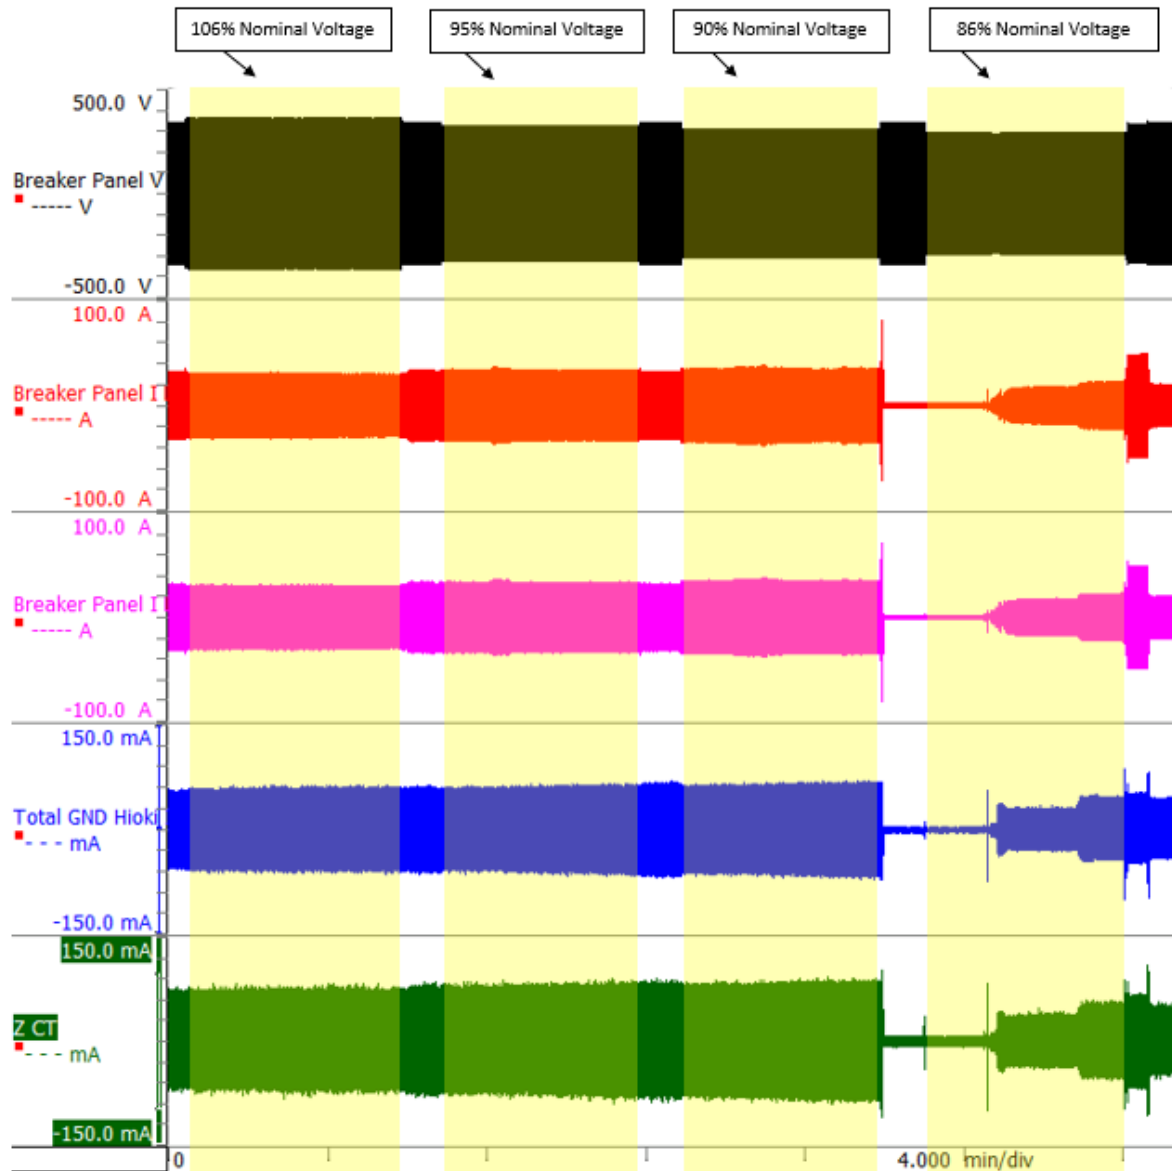 106% Nominal Voltage
95% Nominal Voltage
90% Nominal Voltage
86% Nominal Voltage
500.0 V
Breaker Panel V
----- V
-500.0 V
100.0 A
Breaker Panel I
----- A
-100.0 A
100.0 A
Breaker Panel I
----- A
-100.0 A
150.0 mA
Total GND Hioki
- - - mA
-150.0 mA
150.0 mA
Z CT
- - - mA
-150.0 mA
0
4.000 min/div